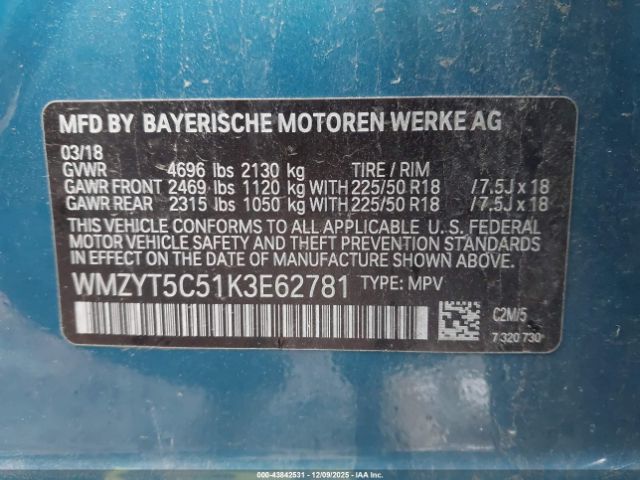 MFD BY BAYERISCHE MOTOREN WERKE AG
03/18
GVWR 4696 lbs 2130 kg TIRE / RIM
GAWR FRONT 2469 lbs 1120 kg WITH 225/50 R18 / 7.5J x 18
GAWR REAR 2315 lbs 1050 kg WITH 225/50 R18 / 7.5J x 18
THIS VEHICLE CONFORMS TO ALL APPLICABLE U. S. FEDERAL
MOTOR VEHICLE SAFETY AND THEFT PREVENTION STANDARDS
IN EFFECT ON THE DATE OF MANUFACTURE SHOWN ABOVE.
WMZYT5C51K3E62781 TYPE: MPV
C2M/5
7 320 730
000-43842531 - 12/09/2025 - IAAI.com